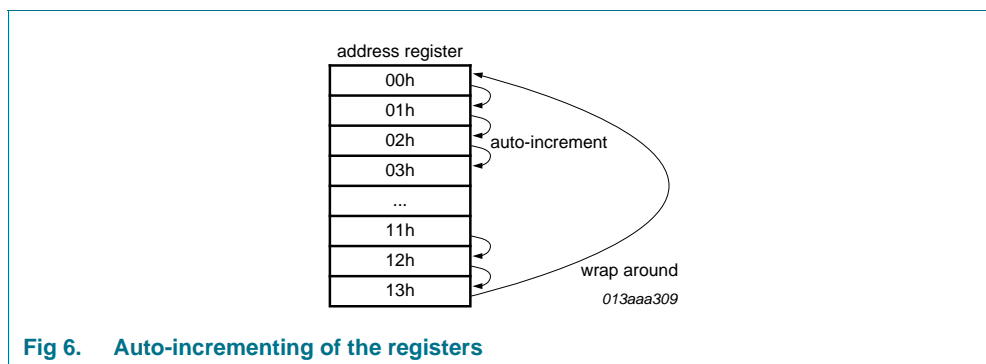 address register
00h
01h
02h
auto-increment
03h
...
11h
12h
wrap around
13h
013aaa309
Fig 6. Auto-incrementing of the registers